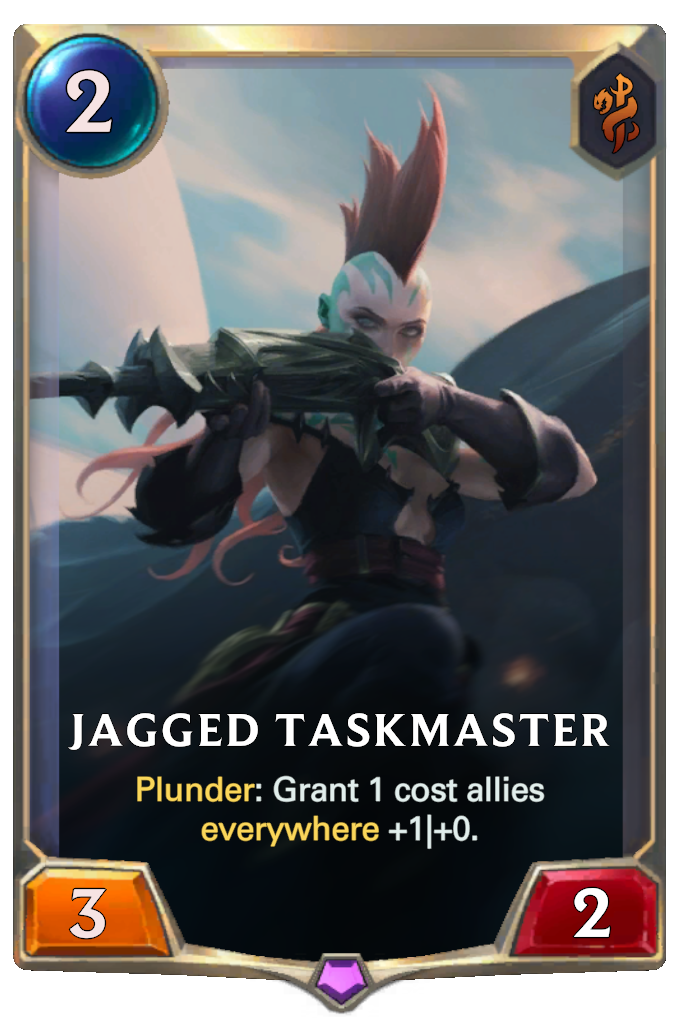 2
JAGGED TASKMASTER
Plunder: Grant 1 cost allies
everywhere +1|+0.
3
2